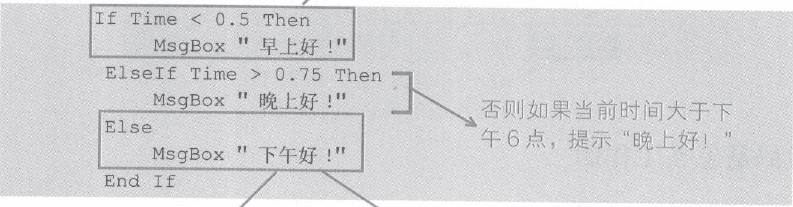 If Time < 0.5 Then
MsgBox " 早上好 !"
ElseIf Time > 0.75 Then
MsgBox " 晚上好 !"
Else
MsgBox " 下午好 !"
End If
否则如果当前时间大于下
午6点，提示“晚上好！”